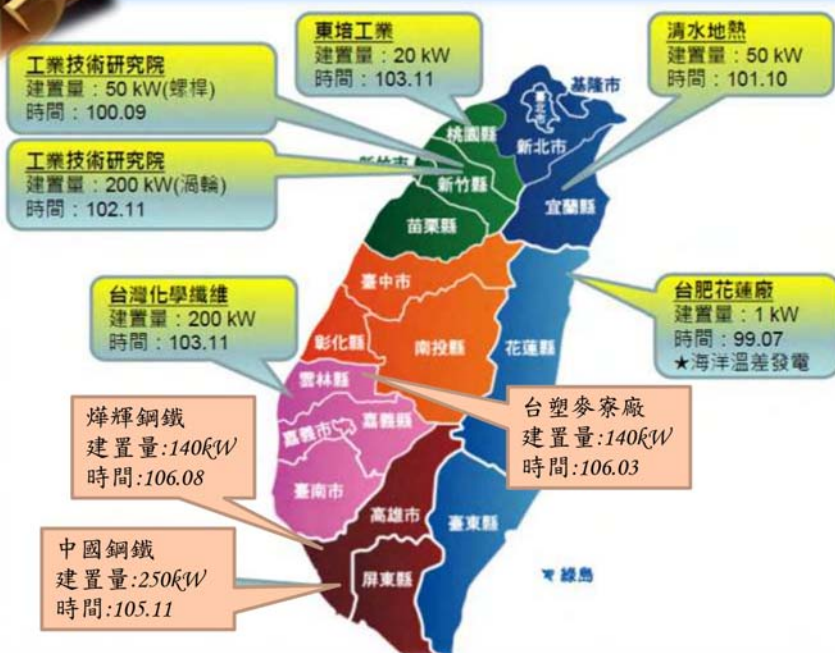 東培工業
建置量：20 kW
時間：103.11
清水地熱
建置量：50 kW
時間：101.10
工業技術研究院
建置量：50 kW(螺桿)
時間：100.09
工業技術研究院
建置量：200 kW(渦輪)
時間：102.11
基隆市
臺北市
新北市
桃園縣
新竹市
新竹縣
宜蘭縣
苗栗縣
臺中市
台灣化學纖維
建置量：200 kW
時間：103.11
台肥花蓮廠
建置量：1 kW
時間：99.07
★海洋溫差發電
彰化縣
南投縣
花蓮縣
雲林縣
嘉義市
嘉義縣
臺南市
高雄市
臺東縣
屏東縣
綠島
燁輝鋼鐵
建置量:140kW
時間:106.08
台塑麥寮廠
建置量:140kW
時間:106.03
中國鋼鐵
建置量:250kW
時間:105.11